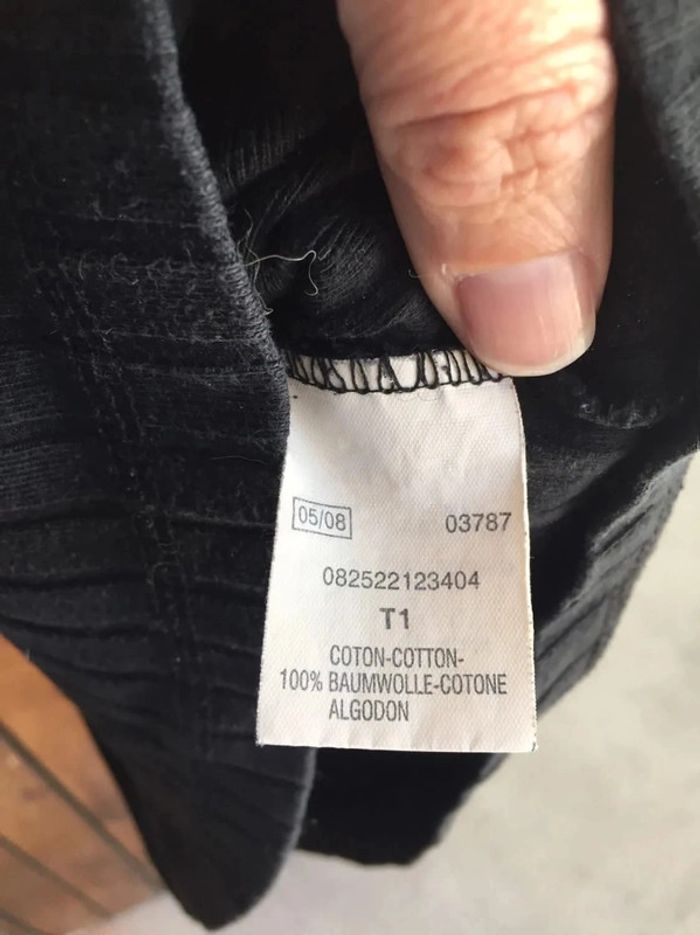 05/08 03787
082522123404
T1
COTON-COTTON-
100% BAUMWOLLE-COTONE
ALGODON